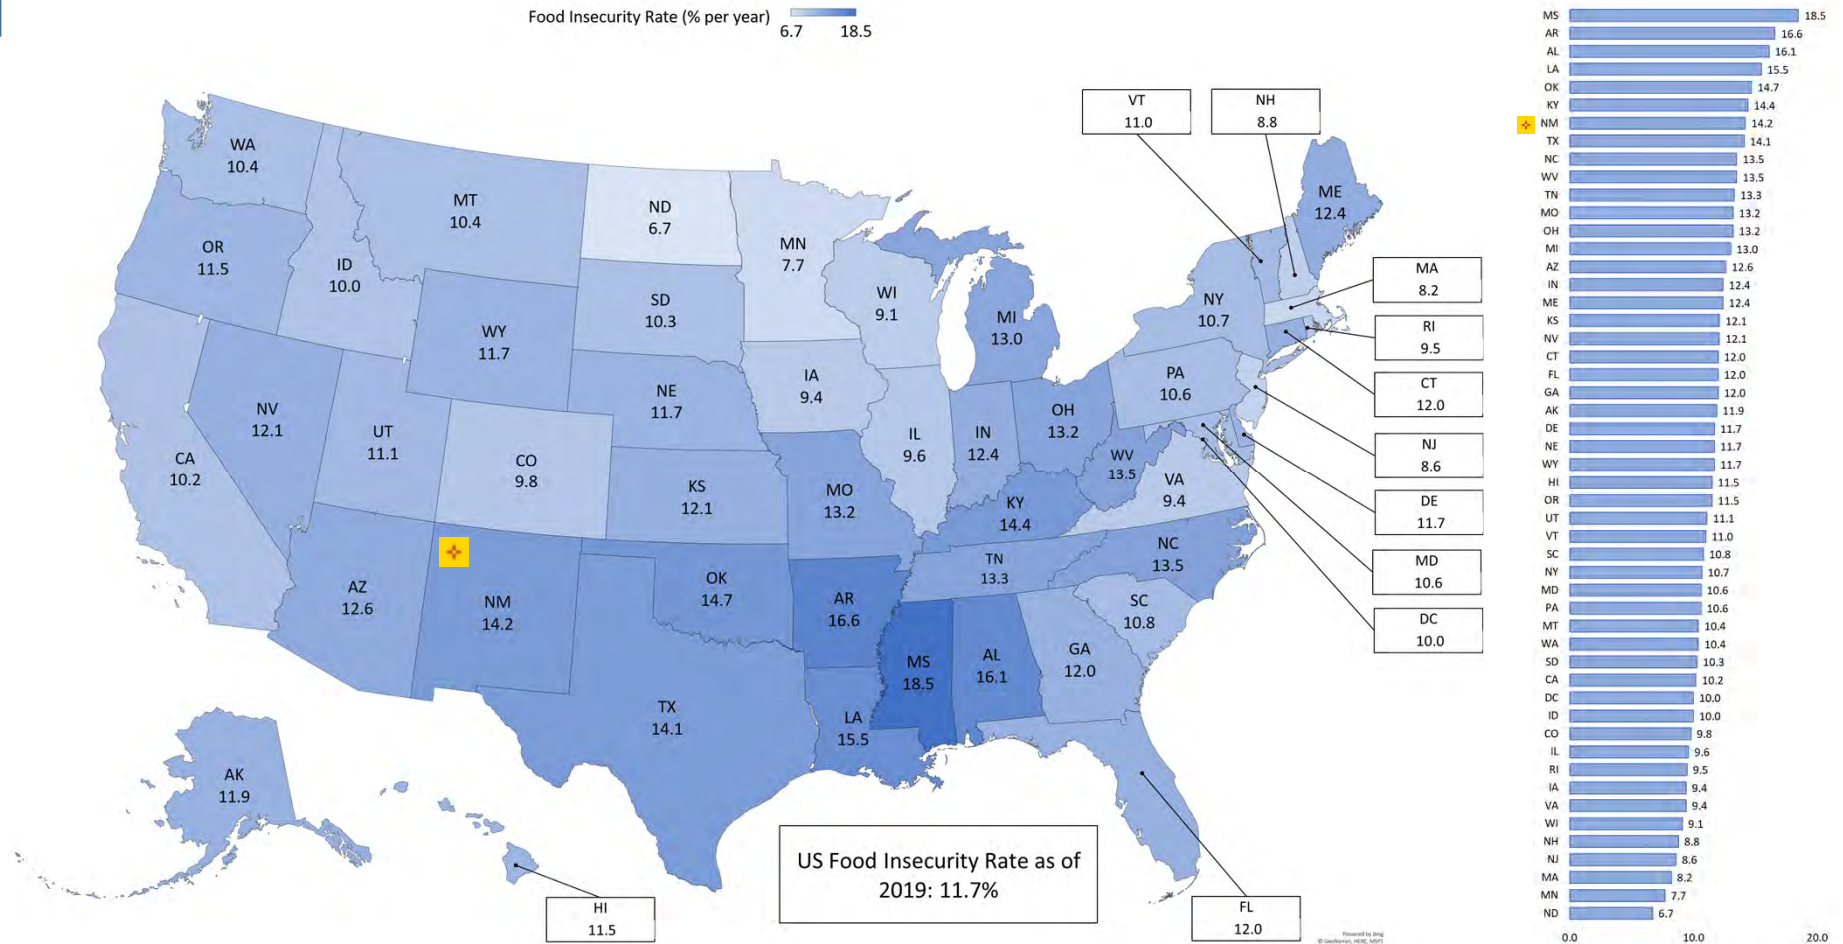 Food Insecurity Rate (% per year)
6.7 18.5
WA
10.4
MT
10.4
ND
6.7
MN
7.7
OR
11.5
ID
10.0
WY
11.7
SD
10.3
WI
9.1
MI
13.0
NY
10.7
ME
12.4
VT
11.0
NH
8.8
MA
8.2
RI
9.5
CT
12.0
NJ
8.6
DE
11.7
MD
10.6
DC
10.0
CA
10.2
NV
12.1
UT
11.1
CO
9.8
NE
11.7
IA
9.4
IL
9.6
IN
12.4
OH
13.2
PA
10.6
WV
13.5
VA
9.4
KS
12.1
MO
13.2
KY
14.4
TN
13.3
NC
13.5
SC
10.8
AZ
12.6
NM
14.2
OK
14.7
AR
16.6
MS
18.5
AL
16.1
GA
12.0
TX
14.1
LA
15.5
AK
11.9
HI
11.5
FL
12.0
US Food Insecurity Rate as of
2019: 11.7%
Powered by Bing
© GeoNames, HERE, MSFT
MS 18.5
AR 16.6
AL 16.1
LA 15.5
OK 14.7
KY 14.4
NM 14.2
TX 14.1
NC 13.5
WV 13.5
TN 13.3
MO 13.2
OH 13.2
MI 13.0
AZ 12.6
IN 12.4
ME 12.4
KS 12.1
NV 12.1
CT 12.0
FL 12.0
GA 12.0
AK 11.9
DE 11.7
NE 11.7
WY 11.7
HI 11.5
OR 11.5
UT 11.1
VT 11.0
SC 10.8
NY 10.7
MD 10.6
PA 10.6
MT 10.4
WA 10.4
SD 10.3
CA 10.2
DC 10.0
ID 10.0
CO 9.8
IL 9.6
RI 9.5
IA 9.4
VA 9.4
WI 9.1
NH 8.8
NJ 8.6
MA 8.2
MN 7.7
ND 6.7
0.0 10.0 20.0